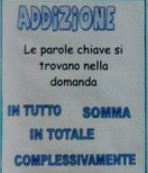 ADDIZIONE
Le parole chiave si
trovano nella
domanda
IN TUTTO SOMMA
IN TOTALE
COMPLESSIVAMENTE